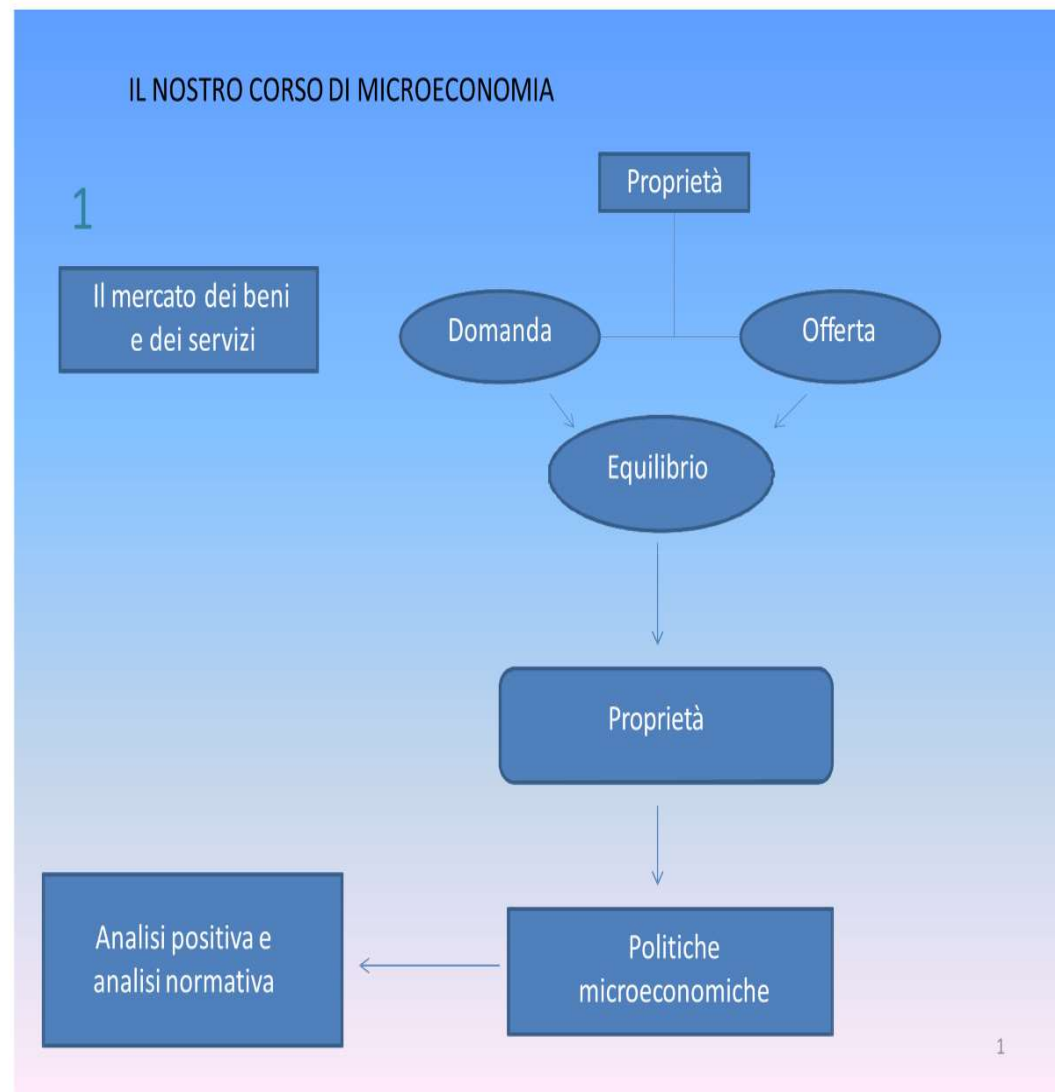 IL NOSTRO CORSO DI MICROECONOMIA
1
Proprietà
Il mercato dei beni
e dei servizi
Domanda
Offerta
Equilibrio
Proprietà
Analisi positiva e
analisi normativa
Politiche
microeconomiche
1